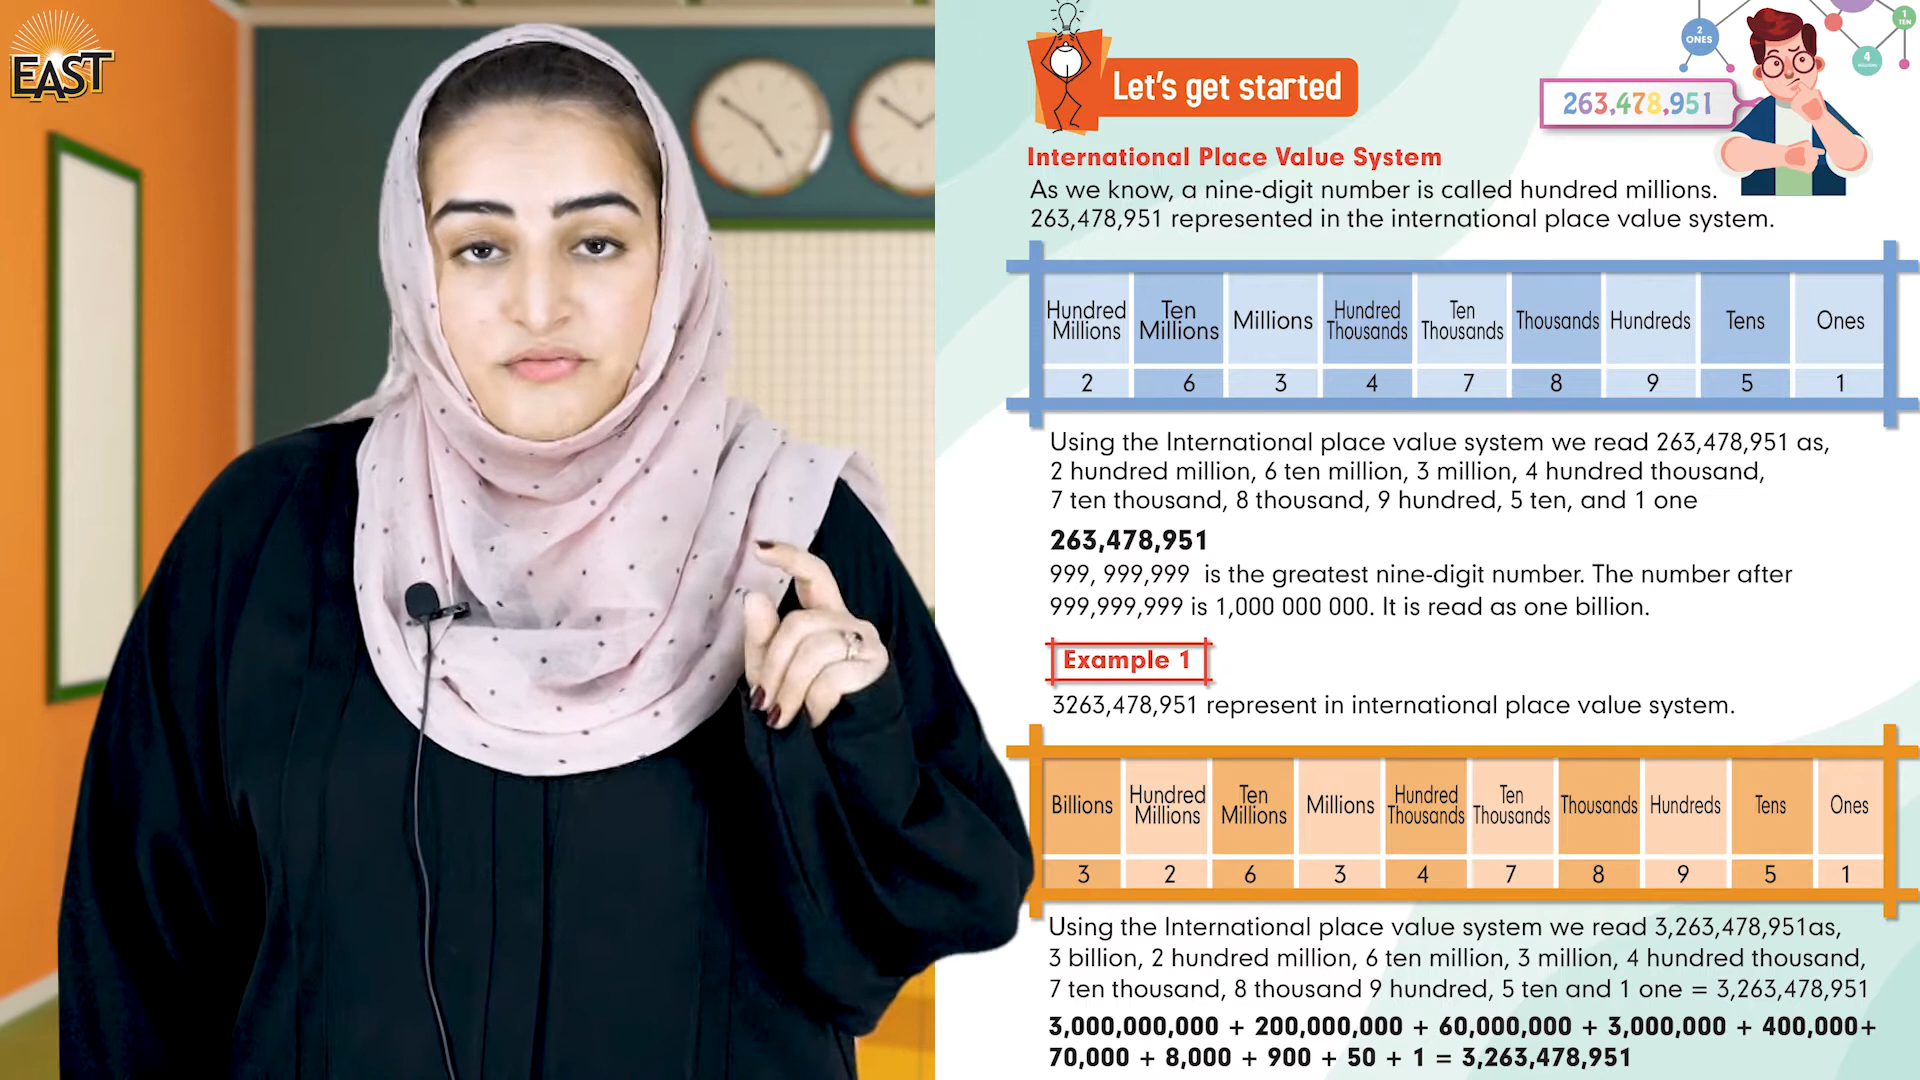 EAST
Let's get started
2
ONES
1
TEN
4
263,478,951
International Place Value System
As we know, a nine-digit number is called hundred millions.
263,478,951 represented in the international place value system.
Hundred Millions Ten Millions Millions Hundred Thousands Ten Thousands Thousands Hundreds Tens Ones
2 6 3 4 7 8 9 5 1
Using the International place value system we read 263,478,951 as,
2 hundred million, 6 ten million, 3 million, 4 hundred thousand,
7 ten thousand, 8 thousand, 9 hundred, 5 ten, and 1 one
263,478,951
999, 999,999 is the greatest nine-digit number. The number after
999,999,999 is 1,000 000 000. It is read as one billion.
Example 1
3263,478,951 represent in international place value system.
Billions Hundred Millions Ten Millions Millions Hundred Thousands Ten Thousands Thousands Hundreds Tens Ones
3 2 6 3 4 7 8 9 5 1
Using the International place value system we read 3,263,478,951as,
3 billion, 2 hundred million, 6 ten million, 3 million, 4 hundred thousand,
7 ten thousand, 8 thousand 9 hundred, 5 ten and 1 one = 3,263,478,951
3,000,000,000 + 200,000,000 + 60,000,000 + 3,000,000 + 400,000+
70,000 + 8,000 + 900 + 50 + 1 = 3,263,478,951